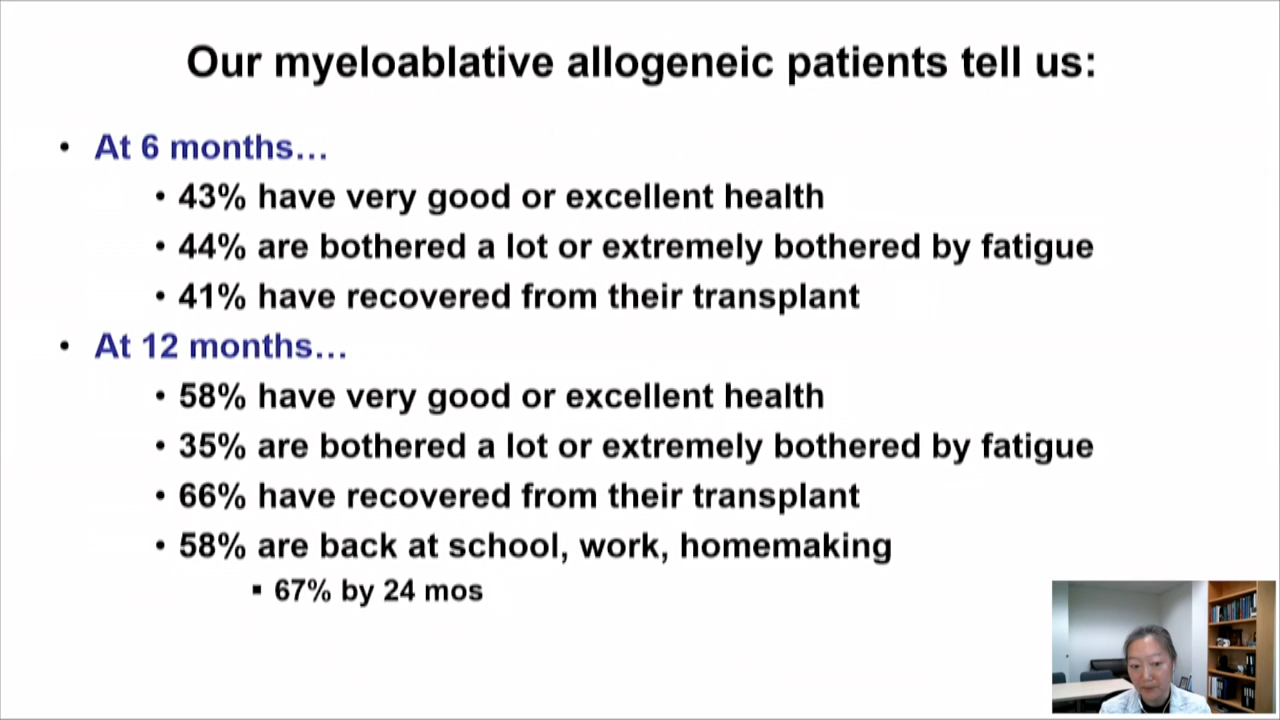 Our myeloablative allogeneic patients tell us:
• At 6 months…
• 43% have very good or excellent health
• 44% are bothered a lot or extremely bothered by fatigue
• 41% have recovered from their transplant
• At 12 months…
• 58% have very good or excellent health
• 35% are bothered a lot or extremely bothered by fatigue
• 66% have recovered from their transplant
• 58% are back at school, work, homemaking
▪ 67% by 24 mos